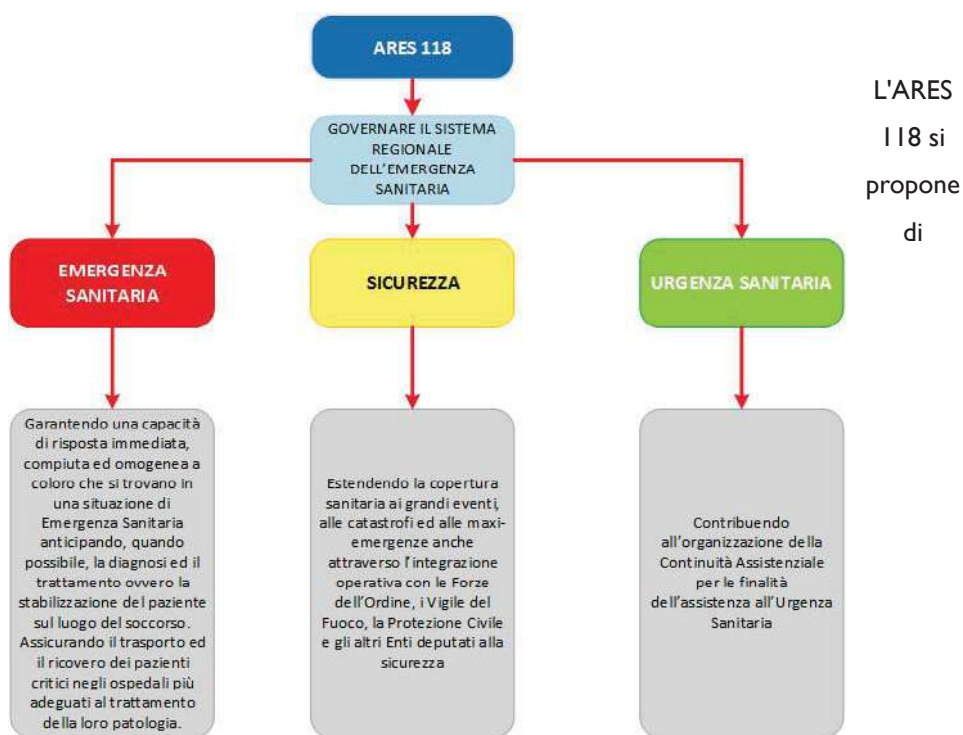 ARES 118
GOVERNARE IL SISTEMA
REGIONALE
DELL'EMERGENZA
SANITARIA
EMERGENZA
SANITARIA
SICUREZZA
URGENZA SANITARIA
Garantendo una capacità
di risposta immediata,
compiuta ed omogenea a
coloro che si trovano in
una situazione di
Emergenza Sanitaria
anticipando, quando
possibile, la diagnosi ed il
trattamento ovvero la
stabilizzazione del paziente
sul luogo del soccorso.
Assicurando il trasporto ed
il ricovero dei pazienti
critici negli ospedali più
adeguati al trattamento
della loro patologia.
Estendendo la copertura
sanitaria ai grandi eventi,
alle catastrofi ed alle maxi-
emergenze anche
attraverso l'integrazione
operativa con le Forze
dell'Ordine, i Vigile del
Fuoco, la Protezione Civile
e gli altri Enti deputati alla
sicurezza
Contribuendo
all'organizzazione della
Continuità Assistenziale
per le finalità
dell'assistenza all'Urgenza
Sanitaria
L'ARES
118 si
propone
di